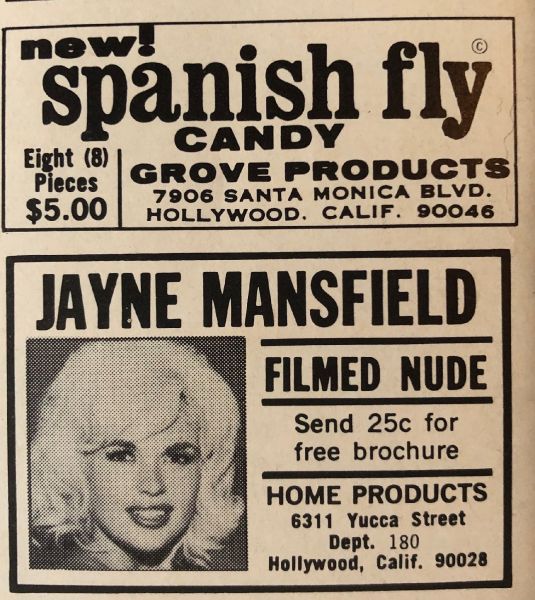 new!
spanish fly ©
CANDY
Eight (8)
Pieces
$5.00
GROVE PRODUCTS
7906 SANTA MONICA BLVD.
HOLLYWOOD. CALIF. 90046
JAYNE MANSFIELD
FILMED NUDE
Send 25c for
free brochure
HOME PRODUCTS
6311 Yucca Street
Dept. 180
Hollywood, Calif. 90028